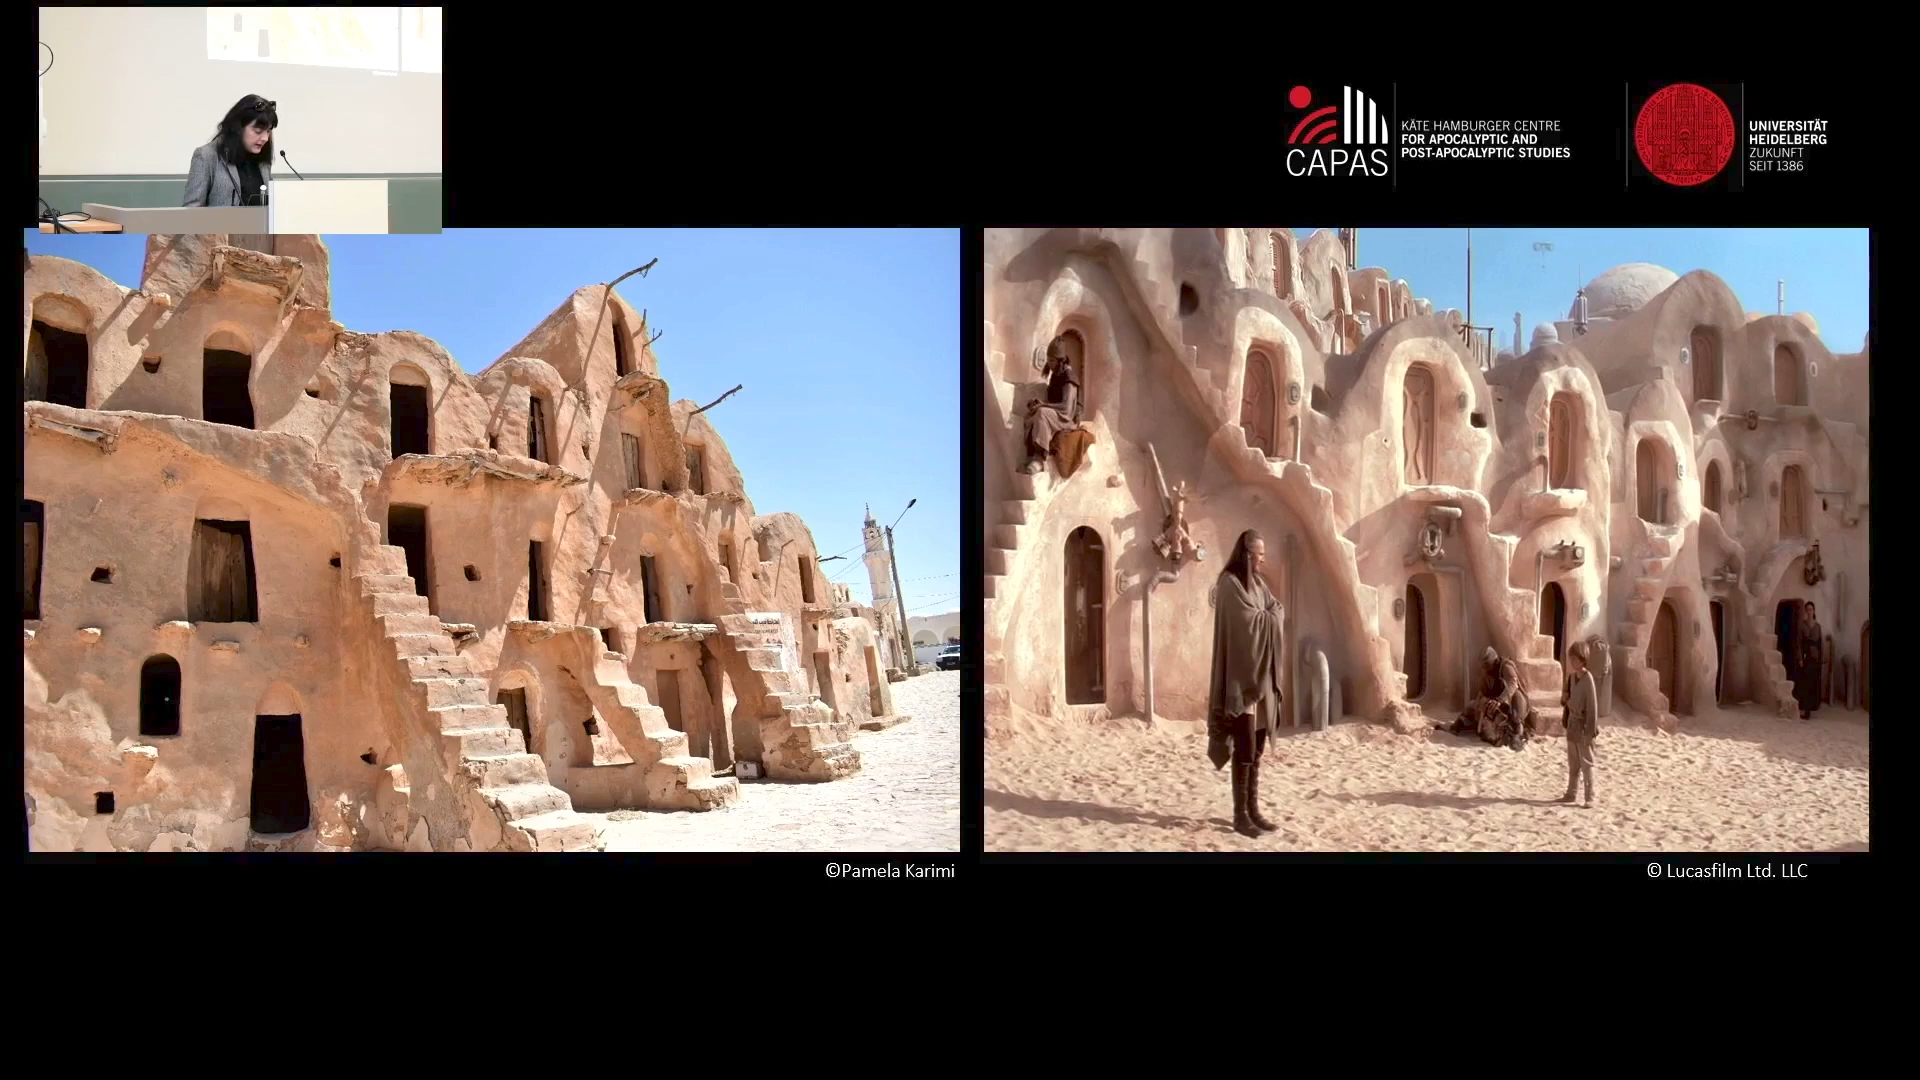 CAPAS
KÄTE HAMBURGER CENTRE
FOR APOCALYPTIC AND
POST-APOCALYPTIC STUDIES
UNIVERSITÄT
HEIDELBERG
ZUKUNFT
SEIT 1386
©Pamela Karimi
© Lucasfilm Ltd. LLC